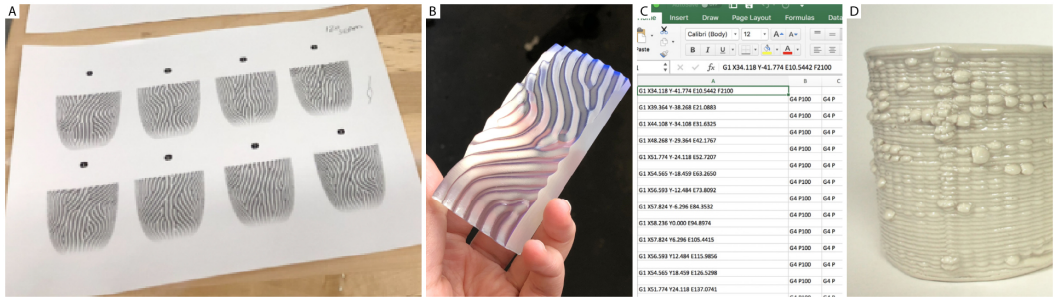 A
B
C
D
Insert Draw Page Layout Formulas Data
Paste
Calibri (Body) 12 A A
B I U A
fx G1 X34.118 Y-41.774 E10.5442 F2100
A B C
G1 X34.118 Y-41.774 E10.5442 F2100
G4 P100 G4 P
G1 X39.364 Y-38.268 E21.0883
G4 P100 G4 P
G1 X44.108 Y-34.108 E31.6325
G4 P100 G4 P
G1 X48.268 Y-29.364 E42.1767
G4 P100 G4 P
G1 X51.774 Y-24.118 E52.7207
G4 P100 G4 P
G1 X54.565 Y-18.459 E63.2650
G4 P100 G4 P
G1 X56.593 Y-12.484 E73.8092
G4 P100 G4 P
G1 X57.824 Y-6.296 E84.3532
G4 P100 G4 P
G1 X58.236 Y0.000 E94.8974
G4 P100 G4 P
G1 X57.824 Y6.296 E105.4415
G4 P100 G4 P
G1 X56.593 Y12.484 E115.9856
G4 P100 G4 P
G1 X54.565 Y18.459 E126.5298
G4 P100 G4 P
G1 X51.774 Y24.118 E137.0741
G4 P100 G4 P